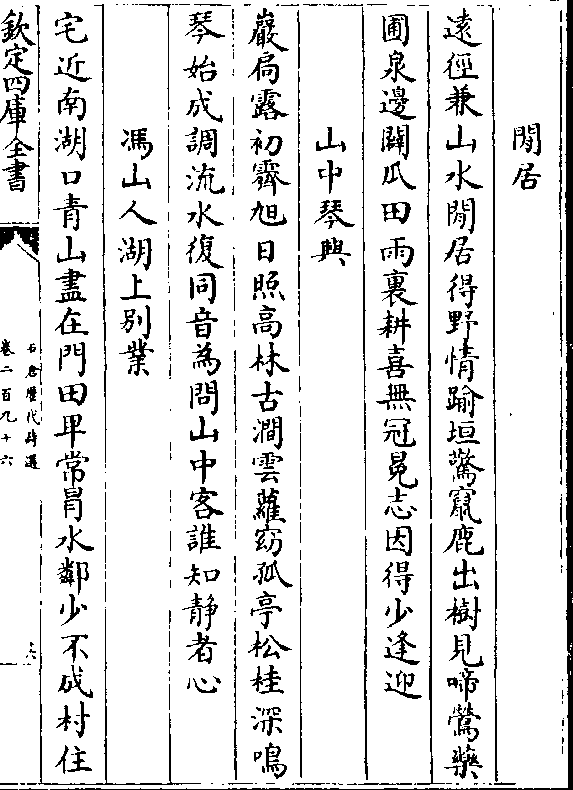 閒居
遠徑兼山水閒居得野情踰垣驚竄鹿出樹見啼鶯藥
圃泉邊闢瓜田雨裏耕喜無冠冕志因得少逢迎
山中琴興
巖扃露初霽旭日照高林古澗雲蘿窈孤亭松桂深鳴
琴始成調流水復同音為問山中客誰知静者心
馮山人湖上別業
宅近南湖口青山盡在門田卑常冐水鄰少不成村住
欽定四庫全書
石倉歷代詩選
卷二百九十六
十六